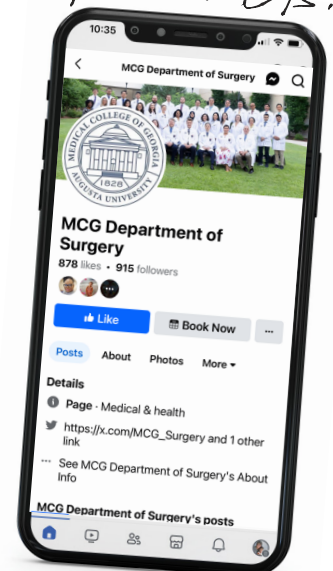 10:35
MCG Department of Surgery
MEDICAL COLLEGE OF GEORGIA
1828
AUGUSTA UNIVERSITY
MCG Department of
Surgery
878 likes • 915 followers
Like
Book Now
Posts About Photos More
Details
Page · Medical & health
https://x.com/MCG_Surgery and 1 other
link
See MCG Department of Surgery's About
Info
MCG Department of Surgery's posts